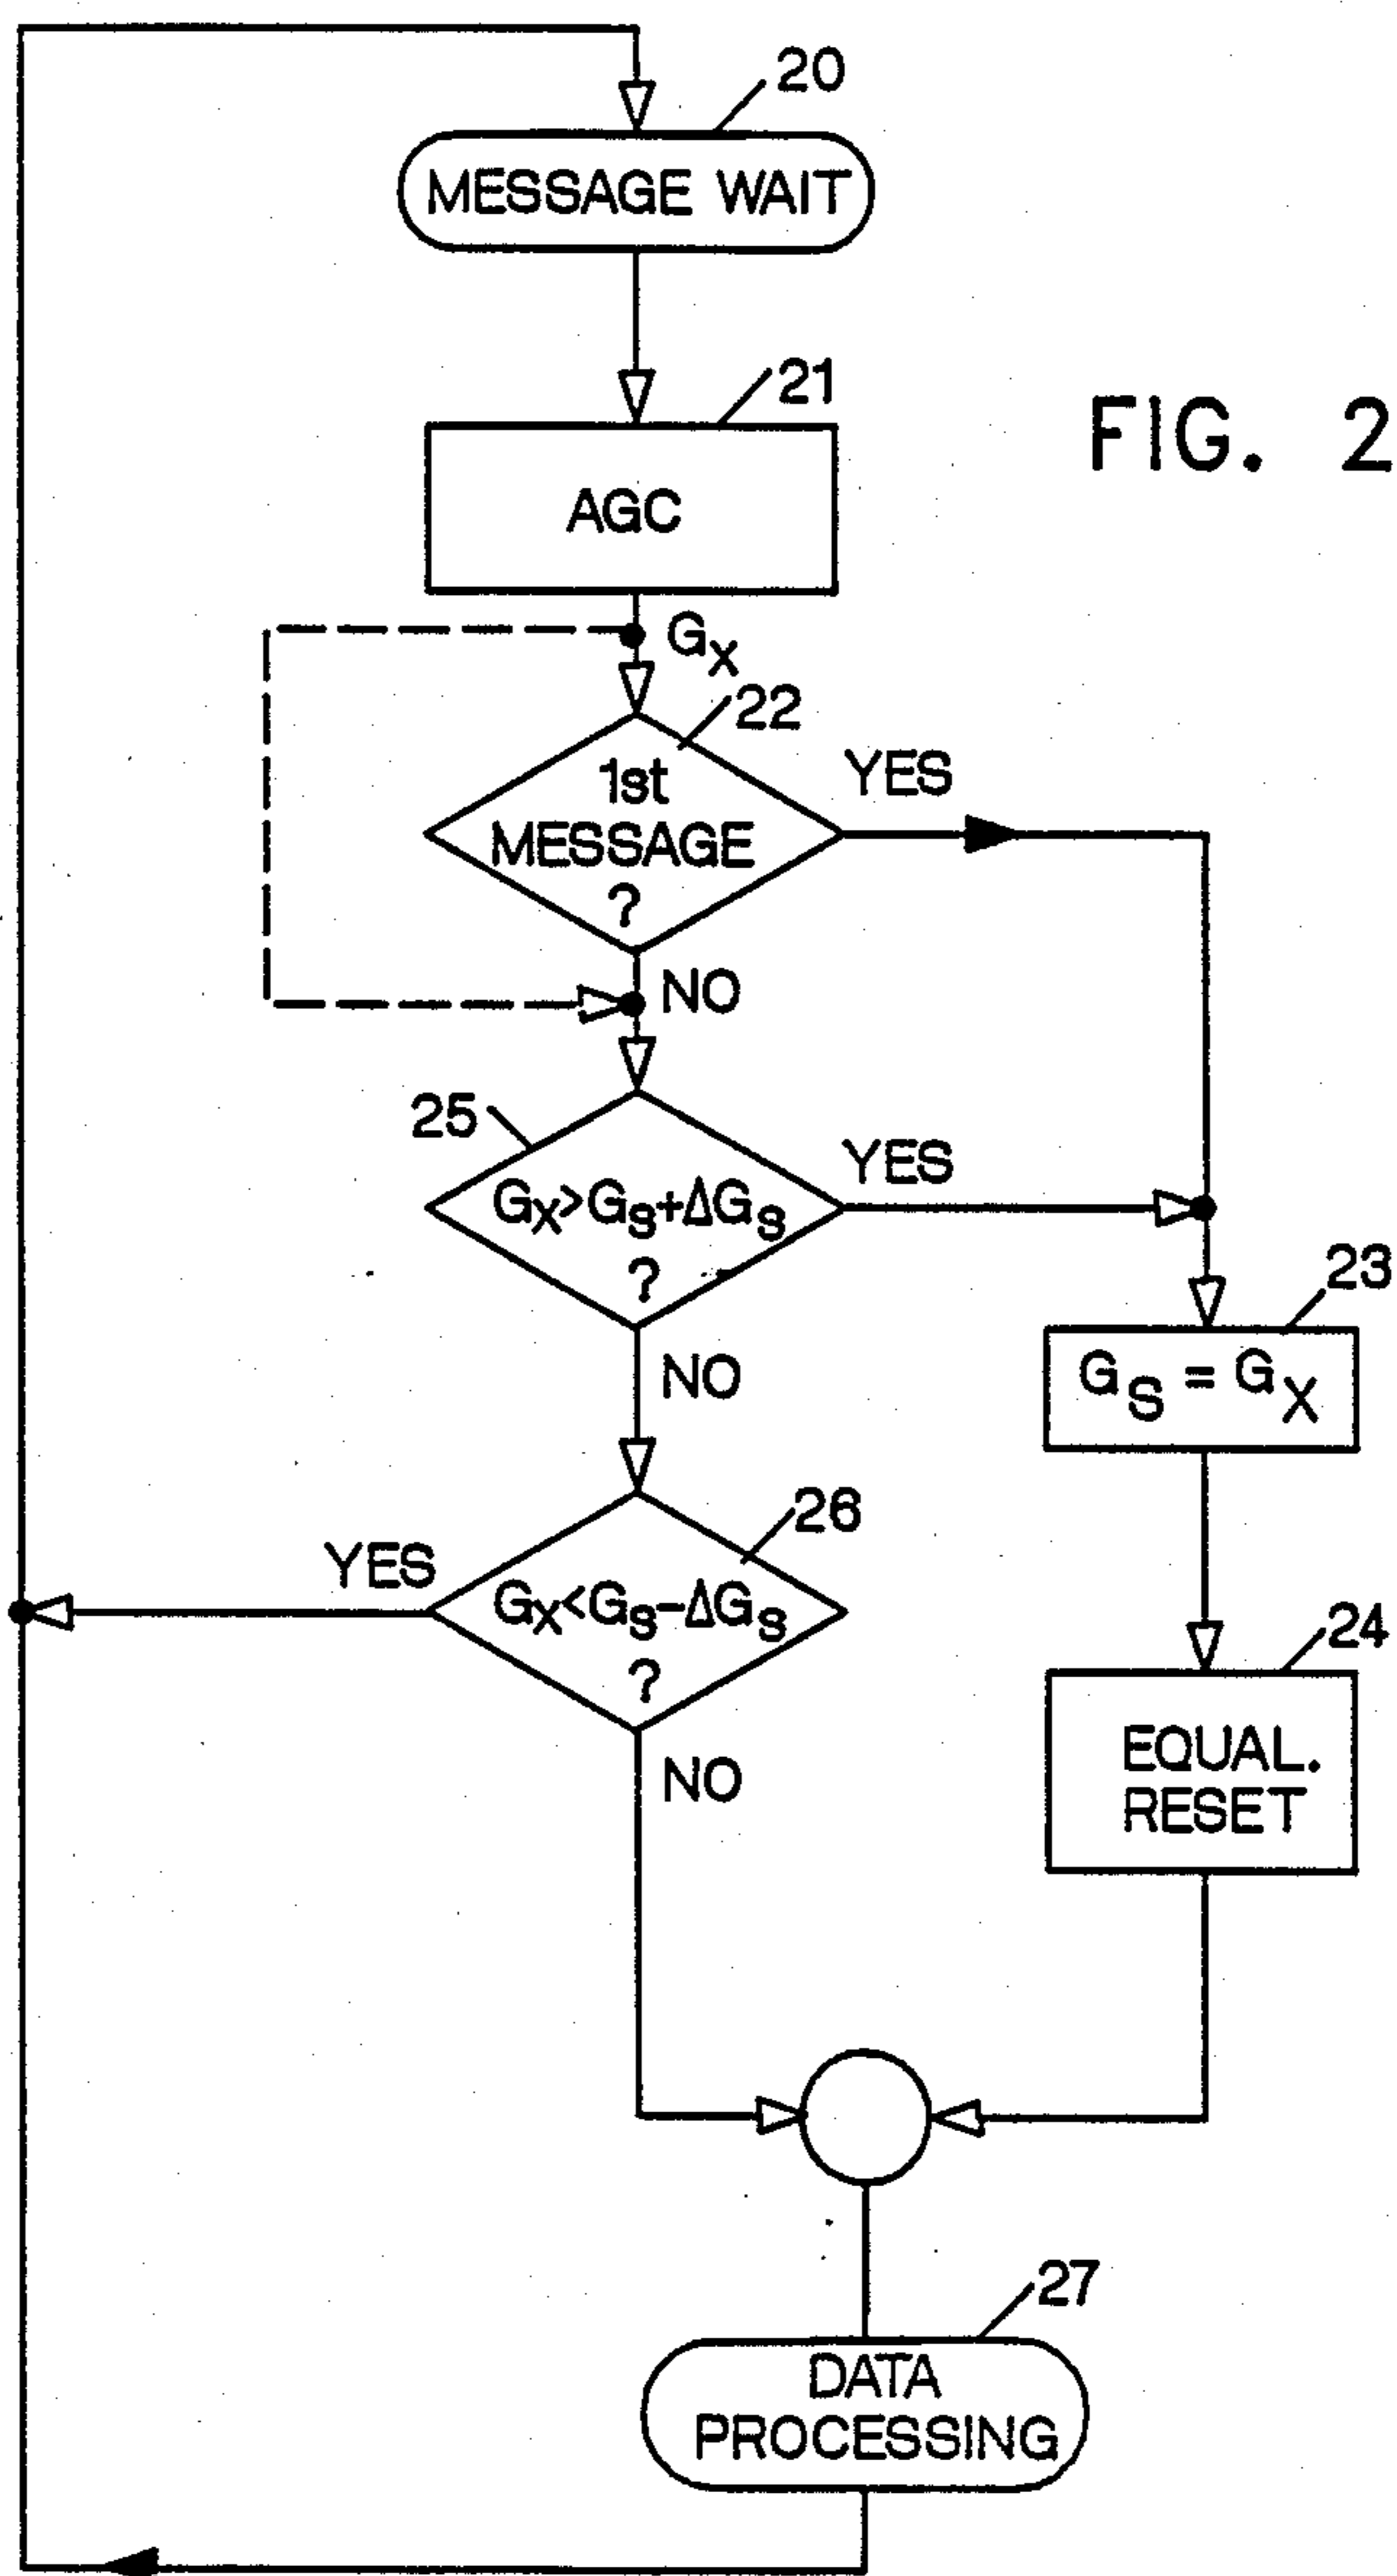 20
MESSAGE WAIT
21
FIG. 2
AGC
GX
22
1st
MESSAGE
?
YES
NO
25
GX>GS+ΔGS
?
YES
23
GS = GX
NO
26
YES
GX<GS-ΔGS
?
24
EQUAL.
RESET
NO
27
DATA
PROCESSING